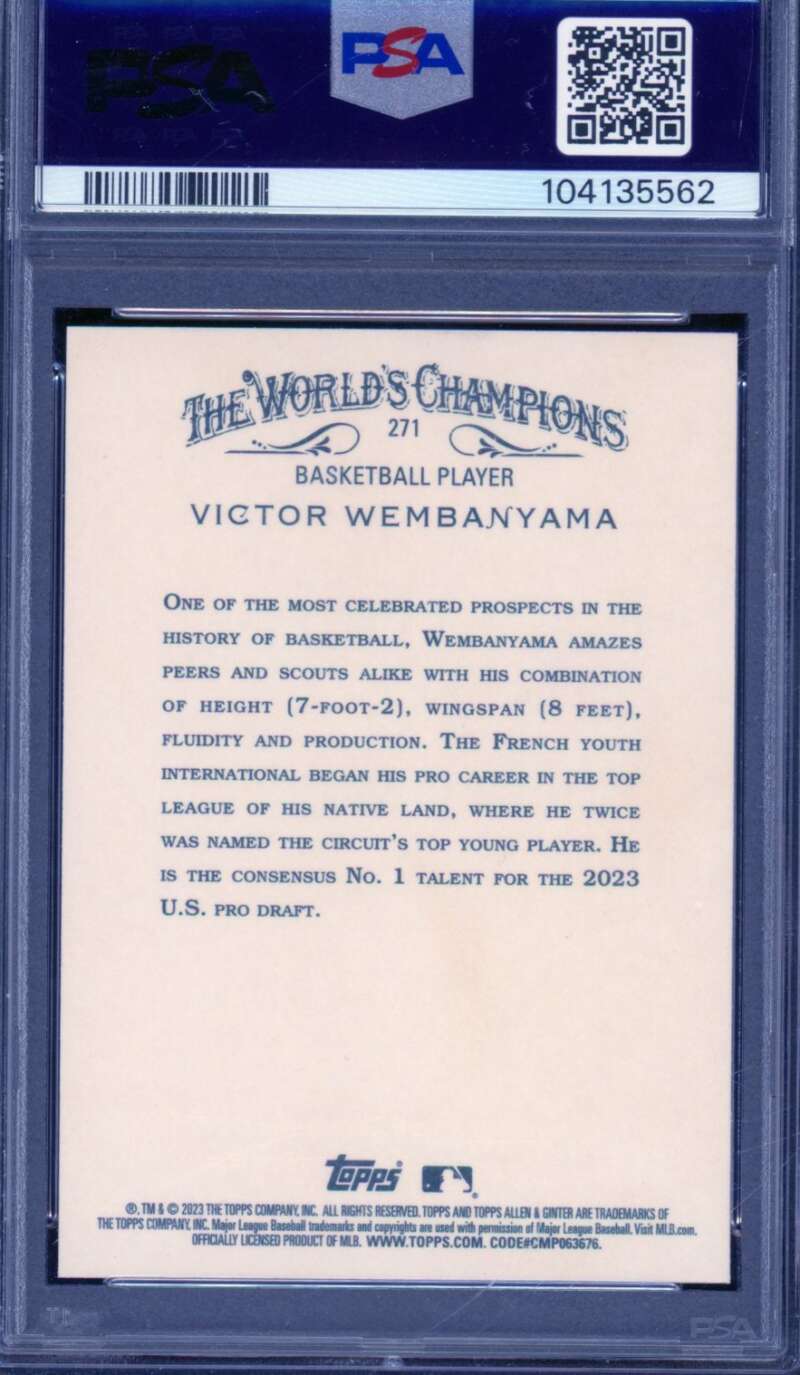 PSA
PSA
104135562
THE WORLD'S CHAMPIONS
271
BASKETBALL PLAYER
VICTOR WEMBANYAMA
ONE OF THE MOST CELEBRATED PROSPECTS IN THE
HISTORY OF BASKETBALL, WEMBANYAMA AMAZES
PEERS AND SCOUTS ALIKE WITH HIS COMBINATION
OF HEIGHT (7-FOOT-2), WINGSPAN (8 FEET),
FLUIDITY AND PRODUCTION. THE FRENCH YOUTH
INTERNATIONAL BEGAN HIS PRO CAREER IN THE TOP
LEAGUE OF HIS NATIVE LAND, WHERE HE TWICE
WAS NAMED THE CIRCUIT'S TOP YOUNG PLAYER. HE
IS THE CONSENSUS NO. 1 TALENT FOR THE 2023
U.S. PRO DRAFT.
Topps
®, TM & © 2023 THE TOPPS COMPANY, INC. ALL RIGHTS RESERVED. TOPPS AND TOPPS ALLEN & GINTER ARE TRADEMARKS OF
THE TOPPS COMPANY, INC. Major League Baseball trademarks and copyrights are used with permission of Major League Baseball. Visit MLB.com.
OFFICIALLY LICENSED PRODUCT OF MLB. WWW.TOPPS.COM. CODE#CMP063676.
PSA